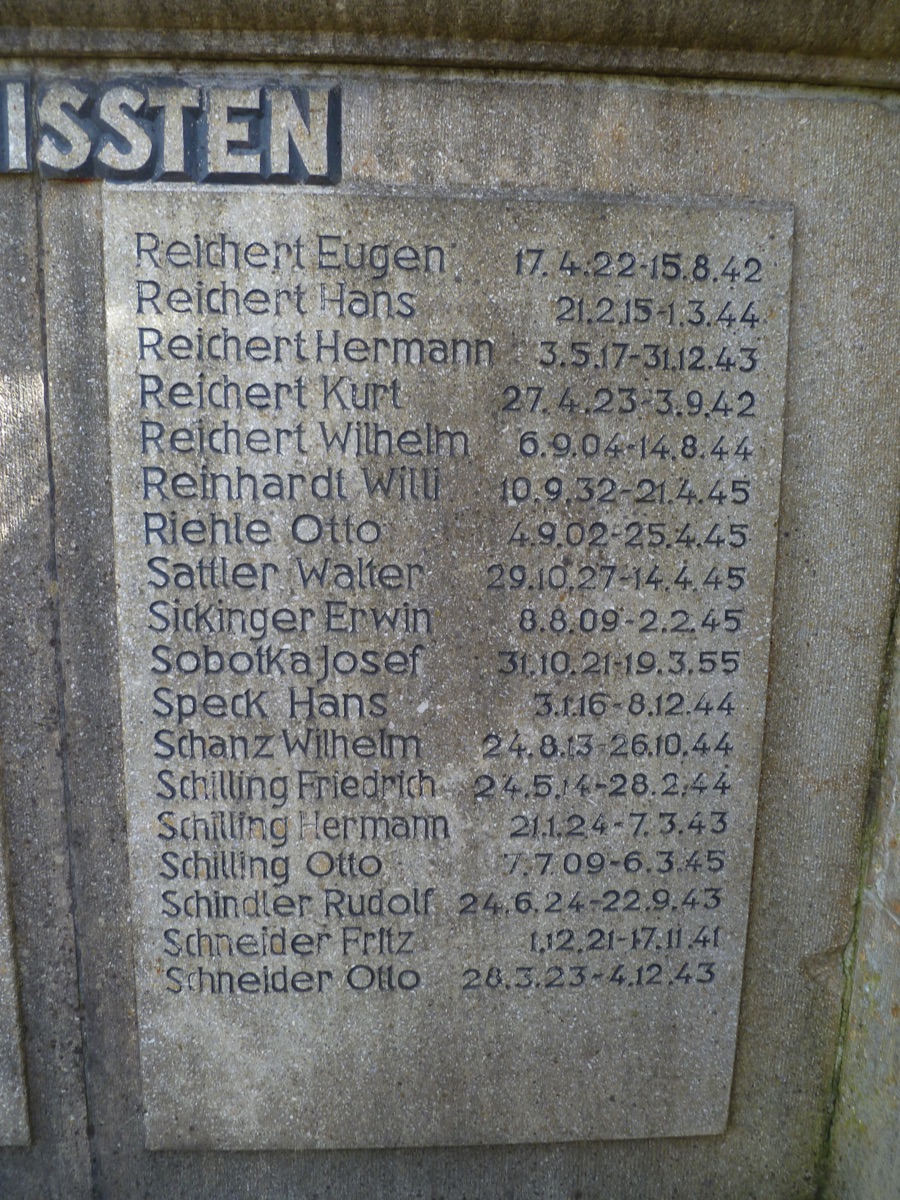 ISSTEN
Reichert Eugen 17.4.22-15.8.42
Reichert Hans 21.2.15-1.3.44
Reichert Hermann 3.5.17-31.12.43
Reichert Kurt 27.4.23-3.9.42
Reichert Wilhelm 6.9.04-14.8.44
Reinhardt Willi 10.9.32-21.4.45
Riehle Otto 4.9.02-25.4.45
Sattler Walter 29.10.27-14.4.45
Sickinger Erwin 8.8.09-2.2.45
Sobotka Josef 31.10.21-19.3.55
Speck Hans 3.1.16-8.12.44
Schanz Wilhelm 24.8.13-26.10.44
Schilling Friedrich 24.5.14-28.2.44
Schilling Hermann 21.1.24-7.3.43
Schilling Otto 7.7.09-6.3.45
Schindler Rudolf 24.6.24-22.9.43
Schneider Fritz 1.12.21-17.11.41
Schneider Otto 28.3.23-4.12.43